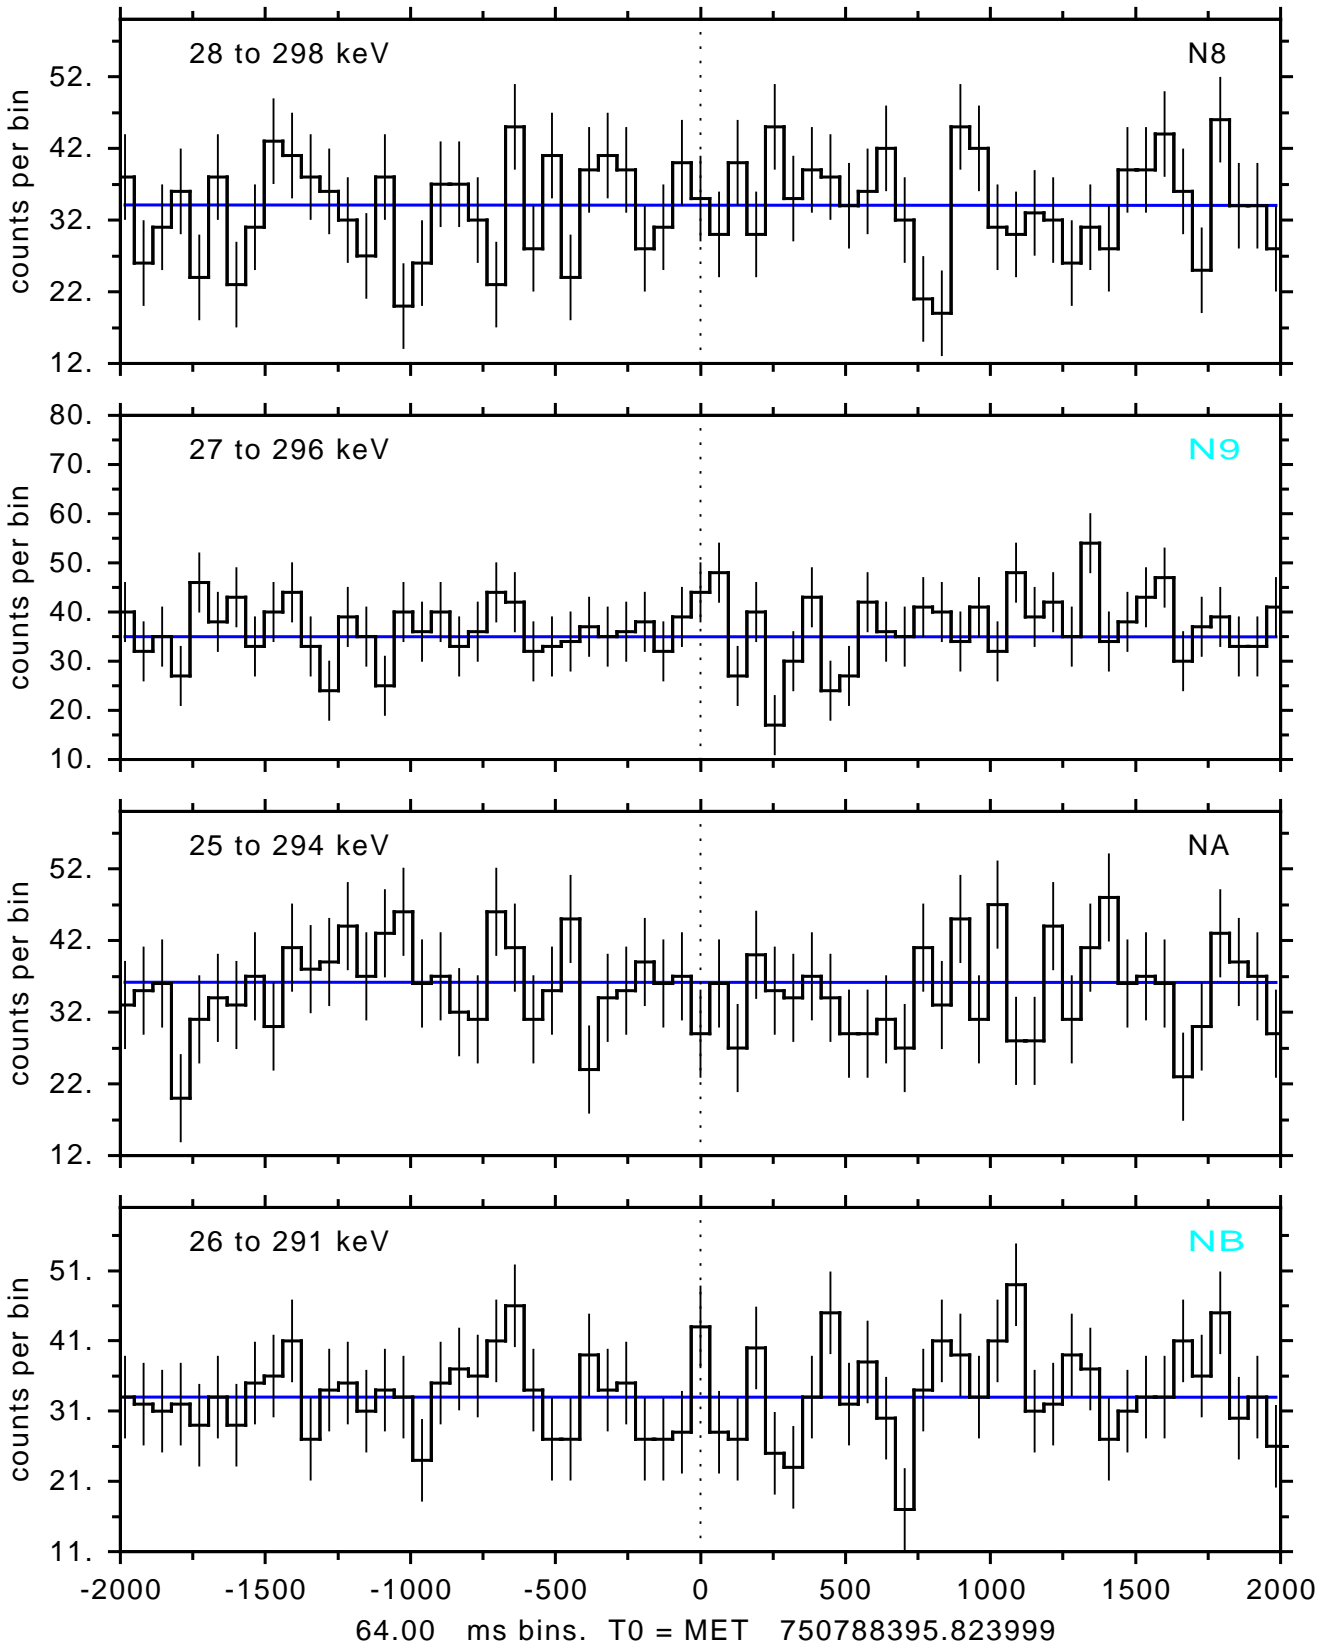 28 to 298 keV
N8
52.
42.
32.
22.
12.
counts per bin
27 to 296 keV
N9
80.
70.
60.
50.
40.
30.
20.
10.
counts per bin
25 to 294 keV
NA
52.
42.
32.
22.
12.
counts per bin
26 to 291 keV
NB
51.
41.
31.
21.
11.
counts per bin
-2000 -1500 -1000 -500 0 500 1000 1500 2000
64.00 ms bins. T0 = MET 750788395.823999